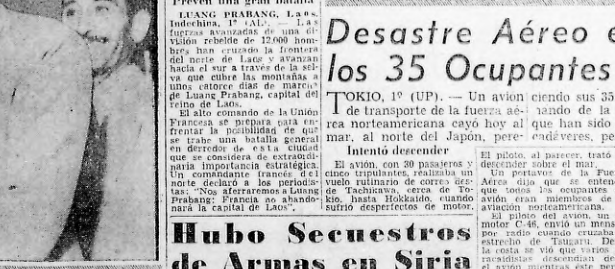 Preven una gran batalla
LUANG PRABANG, Laos,
Indochina, 1º (AL). — Las
fuerzas avanzadas de una di-
visión rebelde de 12,000 hom-
bres han cruzado la frontera
del norte de Laos y avanzan
hacia el sur a través de la sel-
va que cubre las montañas a
unos catorce días de marcha
de Luang Prabang, capital del
reino de Laos.
El alto comando de la Unión
Francesa se prepara para en-
frentar la posibilidad de que
se trabe una batalla general
en derredor de esta ciudad
que se considera de extraordi-
naria importancia estratégica.
Un comandante francés del
norte declaró a los periodis-
tas: "Nos aferraremos a Luang
Prabang; Francia no abando-
nará la capital de Laos".
Desastre Aéreo e
los 35 Ocupantes
TOKIO, 1º (UP). — Un avión
de transporte de la fuerza aé-
rea norteamericana cayó hoy al
mar, al norte del Japón, pere-
Intentó descender
El avión, con 30 pasajeros y
cinco tripulantes, realizaba un
vuelo rutinario de corres des-
de Tachikawa, cerca de To-
kio, hasta Hokkaido, cuando
sufrió desperfectos de motor.
ciendo sus 35
nando de la
que han sido
cadáveres, pe
El piloto, al parecer, trató
descender sobre el mar.
Un portavoz de la Fue
Aérea dija que se enten
que todos los ocupantes
avión eran miembros de
aviación norteamericana.
El piloto del avión, un
motor C-46, envió un mens
por radio cuando cruzaba
estrecho de Tsugaru. De
la costa se vió que varios
racaidistas descendían
el avión mientras este
Hubo Secuestros
de Armas en Siria